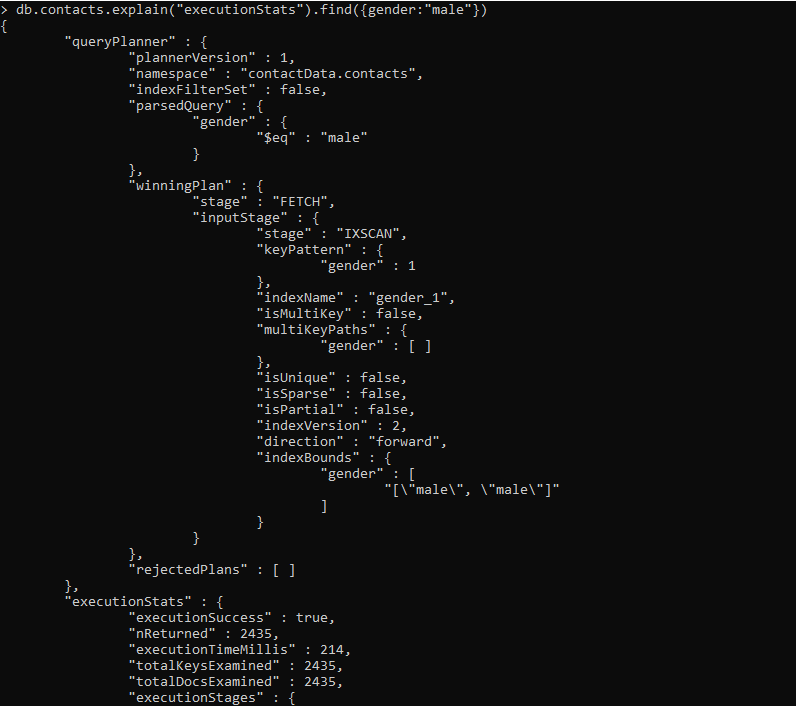 > db.contacts.explain("executionStats").find({gender:"male"})
{
"queryPlanner" : {
"plannerVersion" : 1,
"namespace" : "contactData.contacts",
"indexFilterSet" : false,
"parsedQuery" : {
"gender" : {
"$eq" : "male"
}
},
"winningPlan" : {
"stage" : "FETCH",
"inputStage" : {
"stage" : "IXSCAN",
"keyPattern" : {
"gender" : 1
},
"indexName" : "gender_1",
"isMultiKey" : false,
"multiKeyPaths" : {
"gender" : [ ]
},
"isUnique" : false,
"isSparse" : false,
"isPartial" : false,
"indexVersion" : 2,
"direction" : "forward",
"indexBounds" : {
"gender" : [
"[\"male\", \"male\"]"
]
}
}
},
"rejectedPlans" : [ ]
},
"executionStats" : {
"executionSuccess" : true,
"nReturned" : 2435,
"executionTimeMillis" : 214,
"totalKeysExamined" : 2435,
"totalDocsExamined" : 2435,
"executionStages" : {